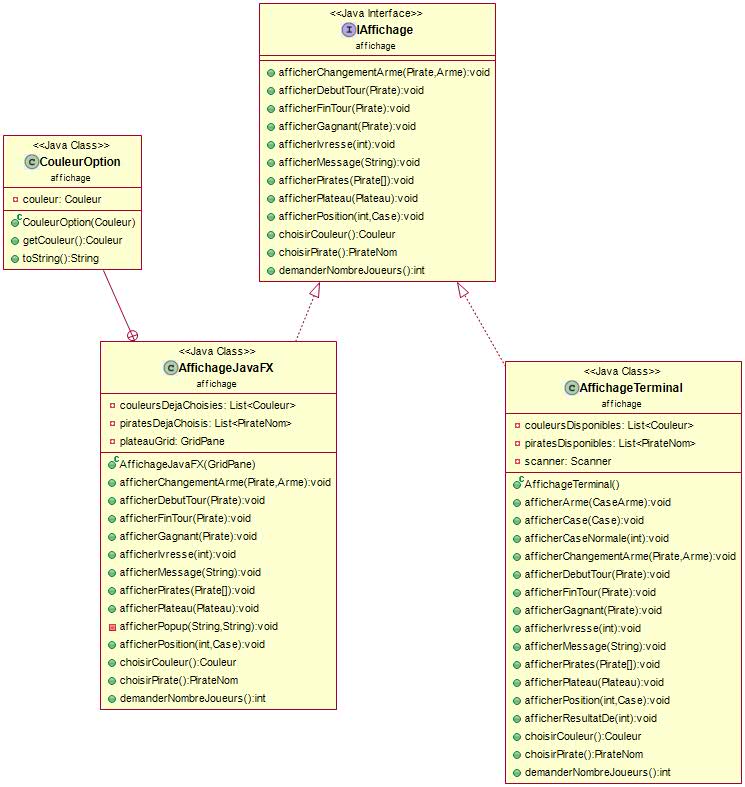 <<Java Interface>>
IAffichage
affichage
afficherChangementArme(Pirate,Arme):void
afficherDebutTour(Pirate):void
afficherFinTour(Pirate):void
afficherGagnant(Pirate):void
afficherIvresse(int):void
afficherMessage(String):void
afficherPirates(Pirate[]):void
afficherPlateau(Plateau):void
afficherPosition(int,Case):void
choisirCouleur():Couleur
choisirPirate():PirateNom
demanderNombreJoueurs():int
<<Java Class>>
CouleurOption
affichage
couleur: Couleur
CouleurOption(Couleur)
getCouleur():Couleur
toString():String
<<Java Class>>
AffichageJavaFX
affichage
couleursDejaChoisies: List<Couleur>
piratesDejaChoisis: List<PirateNom>
plateauGrid: GridPane
AffichageJavaFX(GridPane)
afficherChangementArme(Pirate,Arme):void
afficherDebutTour(Pirate):void
afficherFinTour(Pirate):void
afficherGagnant(Pirate):void
afficherIvresse(int):void
afficherMessage(String):void
afficherPirates(Pirate[]):void
afficherPlateau(Plateau):void
afficherPopup(String,String):void
afficherPosition(int,Case):void
choisirCouleur():Couleur
choisirPirate():PirateNom
demanderNombreJoueurs():int
<<Java Class>>
AffichageTerminal
affichage
couleursDisponibles: List<Couleur>
piratesDisponibles: List<PirateNom>
scanner: Scanner
AffichageTerminal()
afficherArme(CaseArme):void
afficherCase(Case):void
afficherCaseNormale(int):void
afficherChangementArme(Pirate,Arme):void
afficherDebutTour(Pirate):void
afficherFinTour(Pirate):void
afficherGagnant(Pirate):void
afficherIvresse(int):void
afficherMessage(String):void
afficherPirates(Pirate[]):void
afficherPlateau(Plateau):void
afficherPosition(int,Case):void
afficherResultatDe(int):void
choisirCouleur():Couleur
choisirPirate():PirateNom
demanderNombreJoueurs():int